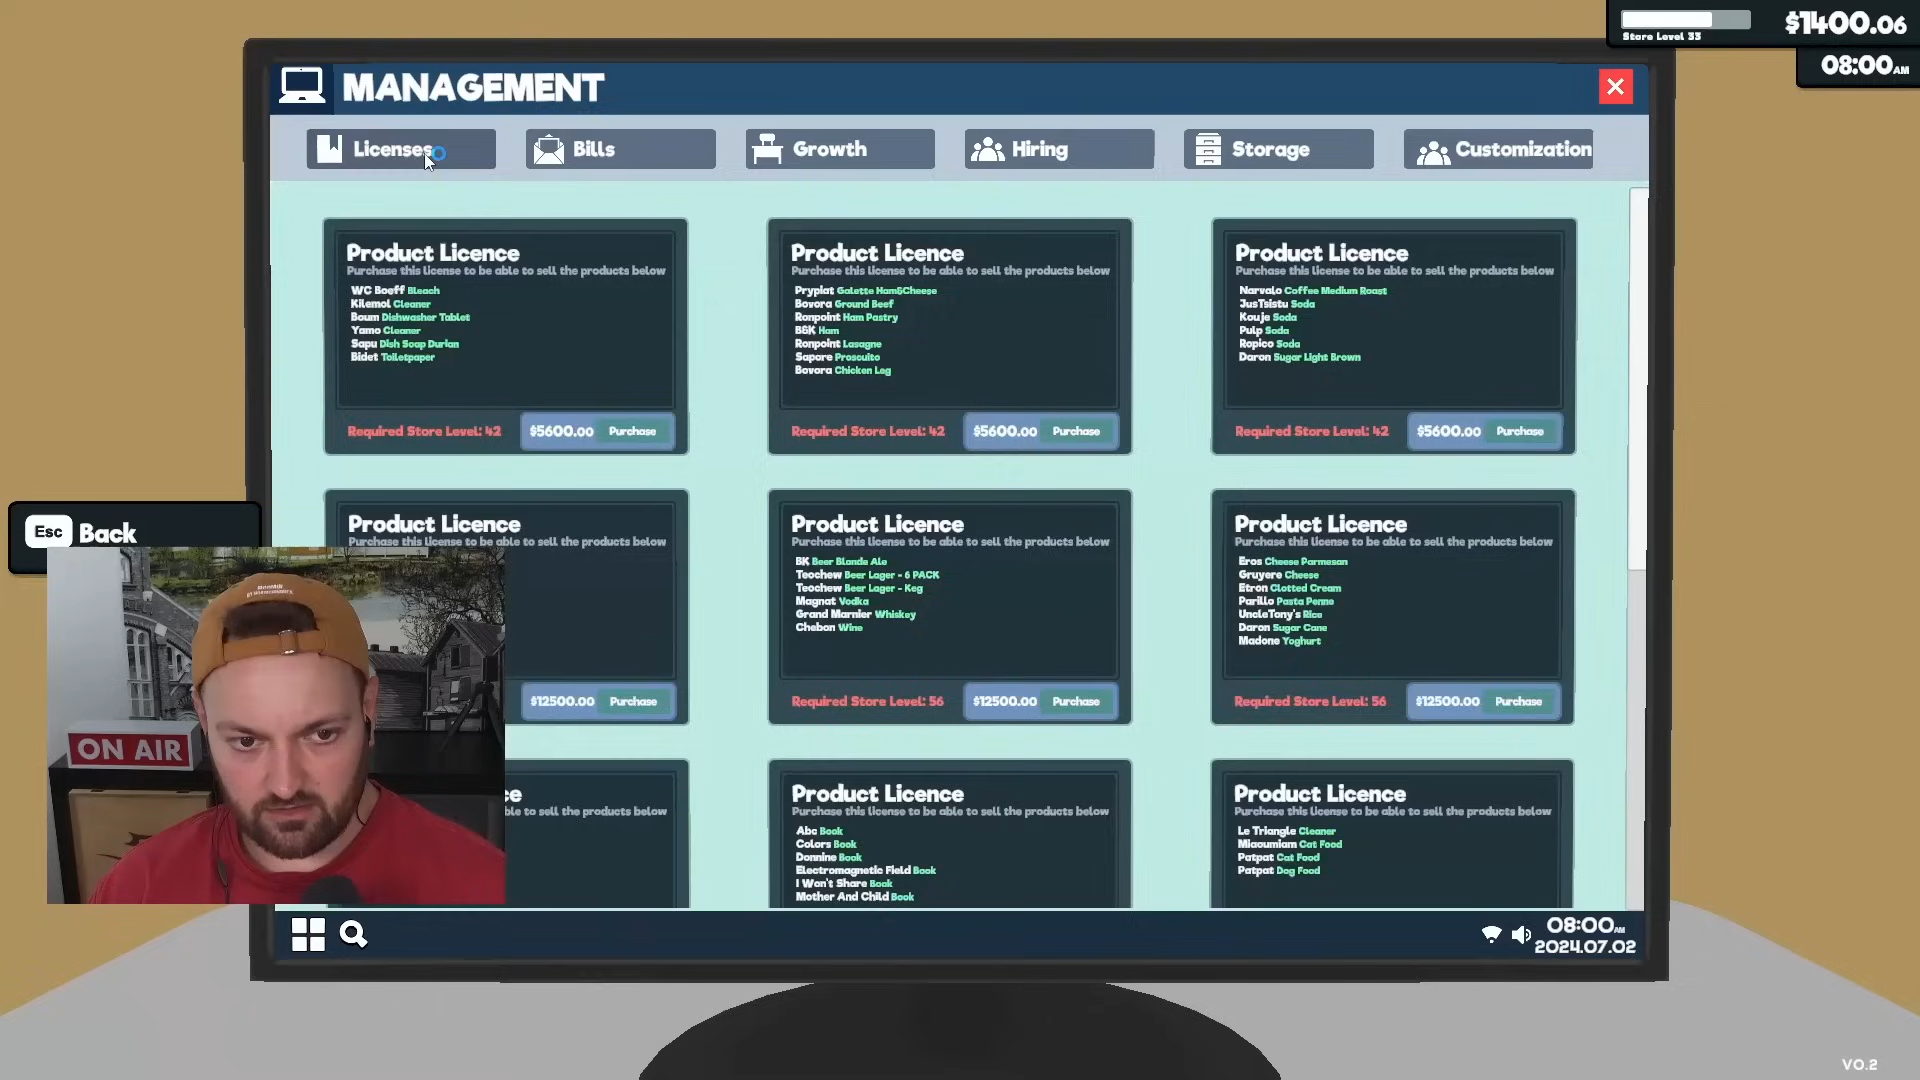 $1400.06
Store Level 33
08:00AM
MANAGEMENT
Licenses
Bills
Growth
Hiring
Storage
Customization
Product Licence
Purchase this license to be able to sell the products below
WC Boeff Bleach
Kilemol Cleaner
Boum Dishwasher Tablet
Yamo Cleaner
Sapu Dish Soap Durian
Bidet Toiletpaper
Required Store Level: 42
$5600.00 Purchase
Product Licence
Purchase this license to be able to sell the products below
Prypiat Galette Ham&Cheese
Bovora Ground Beef
Ronpoint Ham Pastry
B&K Ham
Ronpoint Lasagne
Sapore Proscuito
Bovora Chicken Leg
Required Store Level: 42
$5600.00 Purchase
Product Licence
Purchase this license to be able to sell the products below
Narvalo Coffee Medium Roast
JusTsistu Soda
Kouje Soda
Pulp Soda
Ropico Soda
Daron Sugar Light Brown
Required Store Level: 42
$5600.00 Purchase
Esc Back
Product Licence
Purchase this license to be able to sell the products below
$12500.00 Purchase
Product Licence
Purchase this license to be able to sell the products below
BK Beer Blonde Ale
Teochew Beer Lager - 6 PACK
Teochew Beer Lager - Keg
Magnat Vodka
Grand Marnier Whiskey
Chebon Wine
Required Store Level: 56
$12500.00 Purchase
Product Licence
Purchase this license to be able to sell the products below
Eros Cheese Parmesan
Gruyere Cheese
Etron Clotted Cream
Parillo Pasta Penne
UncleTony's Rice
Daron Sugar Cane
Madone Yoghurt
Required Store Level: 56
$12500.00 Purchase
ON AIR
ce
ble to sell the products below
Product Licence
Purchase this license to be able to sell the products below
Abc Book
Colors Book
Donnine Book
Electromagnetic Field Book
I Won't Share Book
Mother And Child Book
Product Licence
Purchase this license to be able to sell the products below
Le Triangle Cleaner
Miaoumiam Cat Food
Patpat Cat Food
Patpat Dog Food
08:00AM
2024.07.02
V0.2